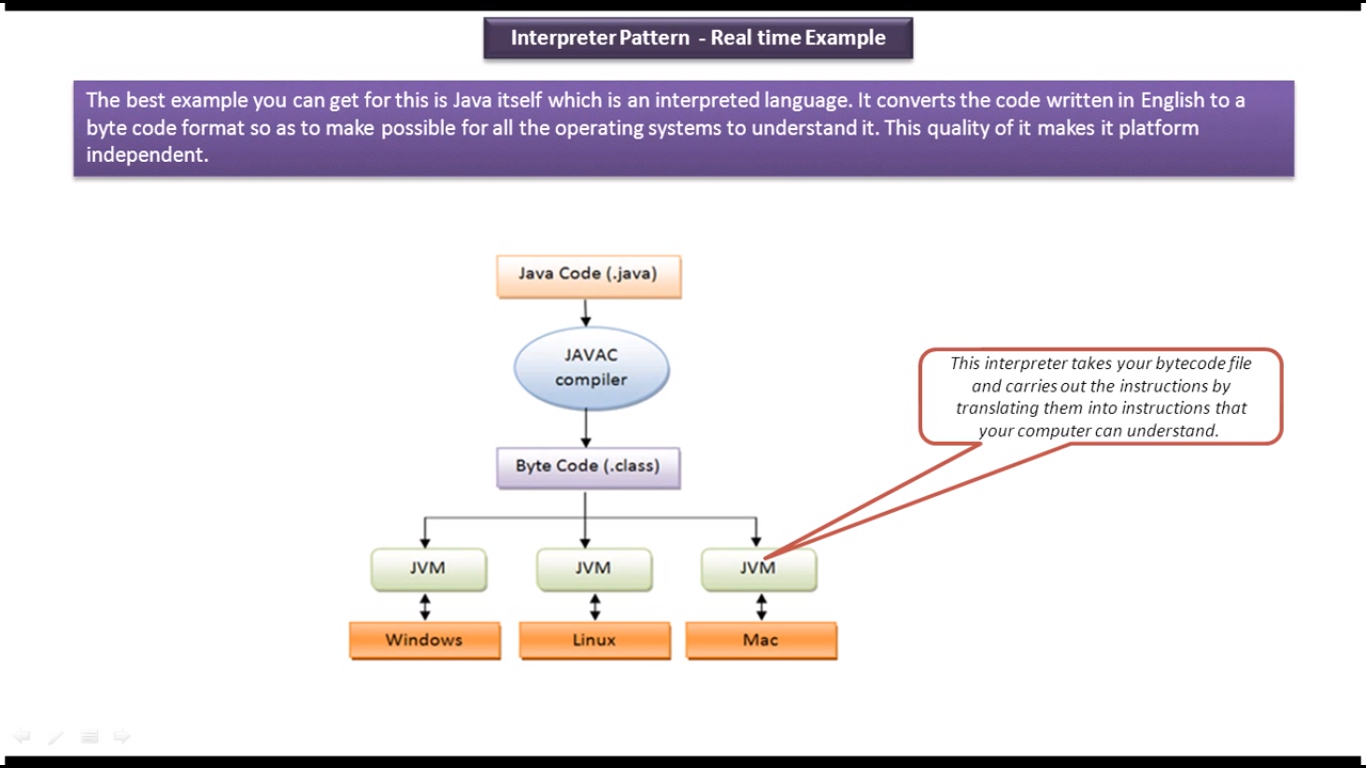 Interpreter Pattern - Real time Example
The best example you can get for this is Java itself which is an interpreted language. It converts the code written in English to a
byte code format so as to make possible for all the operating systems to understand it. This quality of it makes it platform
independent.
Java Code (.java)
JAVAC
compiler
This interpreter takes your bytecode file
and carries out the instructions by
translating them into instructions that
your computer can understand.
Byte Code (.class)
JVM
JVM
JVM
Windows
Linux
Mac